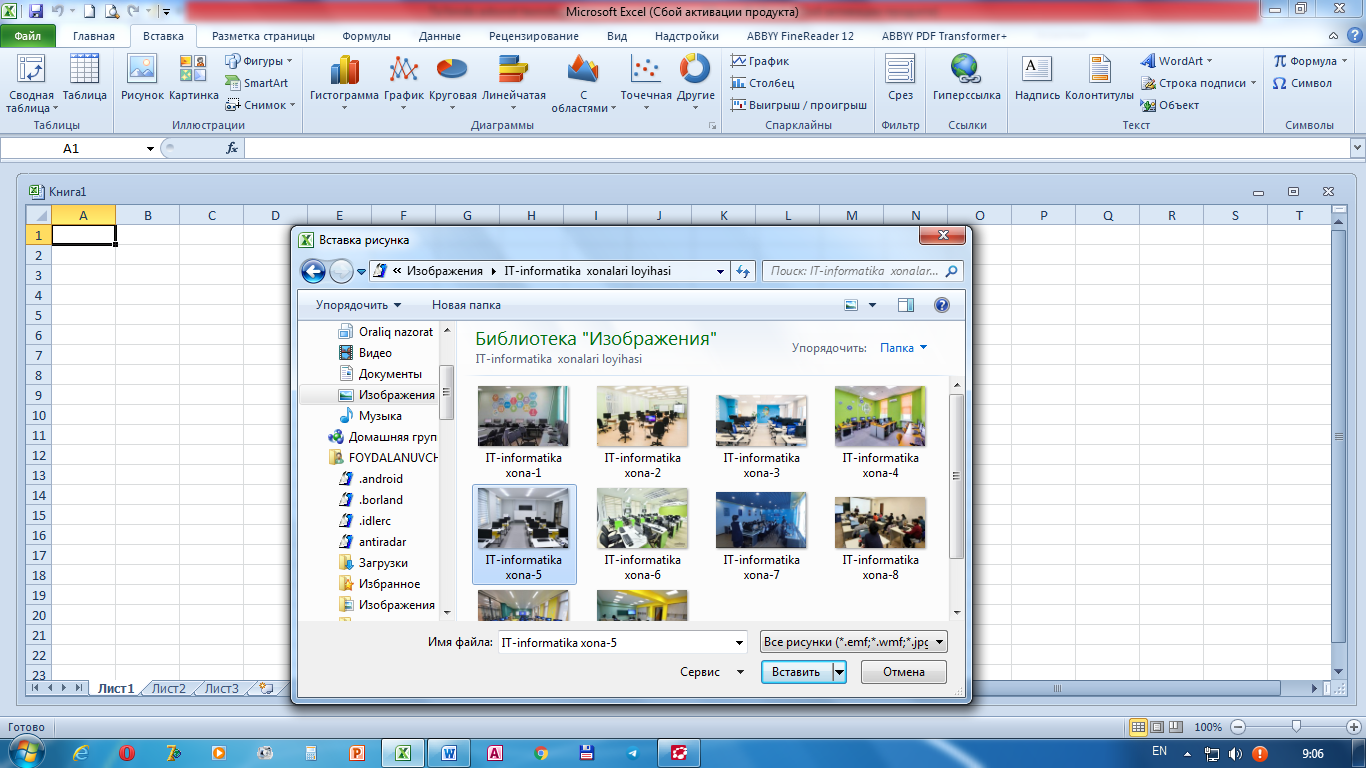 Microsoft Excel (Сбой активации продукта)
Файл Главная Вставка Разметка страницы Формулы Данные Рецензирование Вид Надстройки ABBYY FineReader 12 ABBYY PDF Transformer+
Сводная таблица
Таблица
Таблицы
Рисунок
Картинка
Фигуры
SmartArt
Снимок
Иллюстрации
Гистограмма
График
Круговая
Линейчатая
С областями
Точечная
Другие
Диаграммы
График
Столбец
Выигрыш / проигрыш
Спарклайны
Срез
Фильтр
Гиперссылка
Ссылки
Надпись
Колонтитулы
WordArt
Строка подписи
Объект
Текст
Формула
Символ
Символы
A1
fx
Книга1
A B C D E F G H I J K L M N O P Q R S T
1
2
3
4
5
6
7
8
9
10
11
12
13
14
15
16
17
18
19
20
21
22
23
Вставка рисунка
« Изображения IT-informatika xonalari loyihasi
Поиск: IT-informatika xonalar...
Упорядочить Новая папка
Oraliq nazorat
Видео
Документы
Изображения
Музыка
Домашняя груп
FOYDALANUVCH
.android
.borland
.idlerc
antiradar
Загрузки
Избранное
Изображения
Библиотека "Изображения"
IT-informatika xonalari loyihasi
Упорядочить: Папка
IT-informatika xona-1
IT-informatika xona-2
IT-informatika xona-3
IT-informatika xona-4
IT-informatika xona-5
IT-informatika xona-6
IT-informatika xona-7
IT-informatika xona-8
Имя файла: IT-informatika xona-5
Все рисунки (*.emf;*.wmf;*.jpg
Сервис Вставить Отмена
Лист1 Лист2 Лист3
Готово
100%
EN
9:06